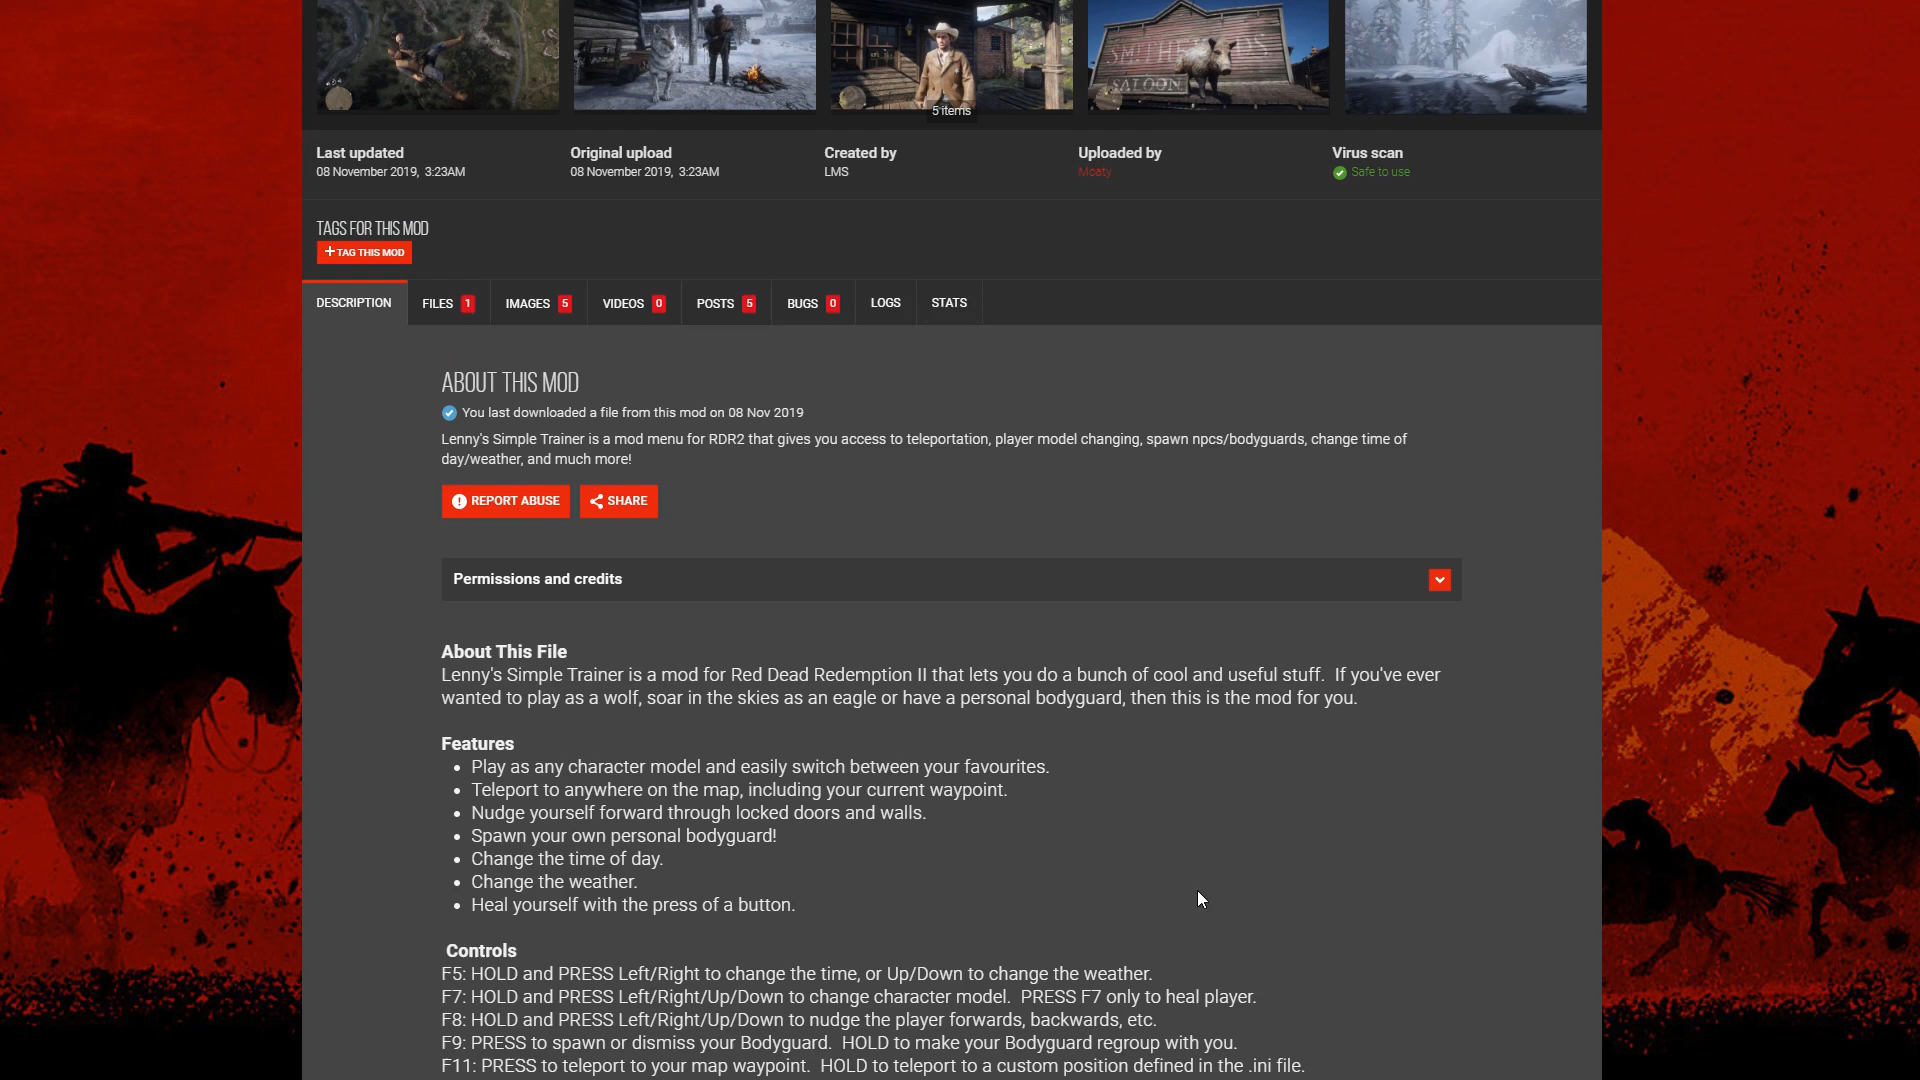 SMITHFIELDS
SALOON
5 items
Last updated
08 November 2019, 3:23AM
Original upload
08 November 2019, 3:23AM
Created by
LMS
Uploaded by
Moaty
Virus scan
Safe to use
TAGS FOR THIS MOD
+ TAG THIS MOD
DESCRIPTION FILES 1 IMAGES 5 VIDEOS 0 POSTS 5 BUGS 0 LOGS STATS
ABOUT THIS MOD
You last downloaded a file from this mod on 08 Nov 2019
Lenny's Simple Trainer is a mod menu for RDR2 that gives you access to teleportation, player model changing, spawn npcs/bodyguards, change time of
day/weather, and much more!
REPORT ABUSE SHARE
Permissions and credits
About This File
Lenny's Simple Trainer is a mod for Red Dead Redemption II that lets you do a bunch of cool and useful stuff. If you've ever
wanted to play as a wolf, soar in the skies as an eagle or have a personal bodyguard, then this is the mod for you.
Features
• Play as any character model and easily switch between your favourites.
• Teleport to anywhere on the map, including your current waypoint.
• Nudge yourself forward through locked doors and walls.
• Spawn your own personal bodyguard!
• Change the time of day.
• Change the weather.
• Heal yourself with the press of a button.
Controls
F5: HOLD and PRESS Left/Right to change the time, or Up/Down to change the weather.
F7: HOLD and PRESS Left/Right/Up/Down to change character model. PRESS F7 only to heal player.
F8: HOLD and PRESS Left/Right/Up/Down to nudge the player forwards, backwards, etc.
F9: PRESS to spawn or dismiss your Bodyguard. HOLD to make your Bodyguard regroup with you.
F11: PRESS to teleport to your map waypoint. HOLD to teleport to a custom position defined in the .ini file.